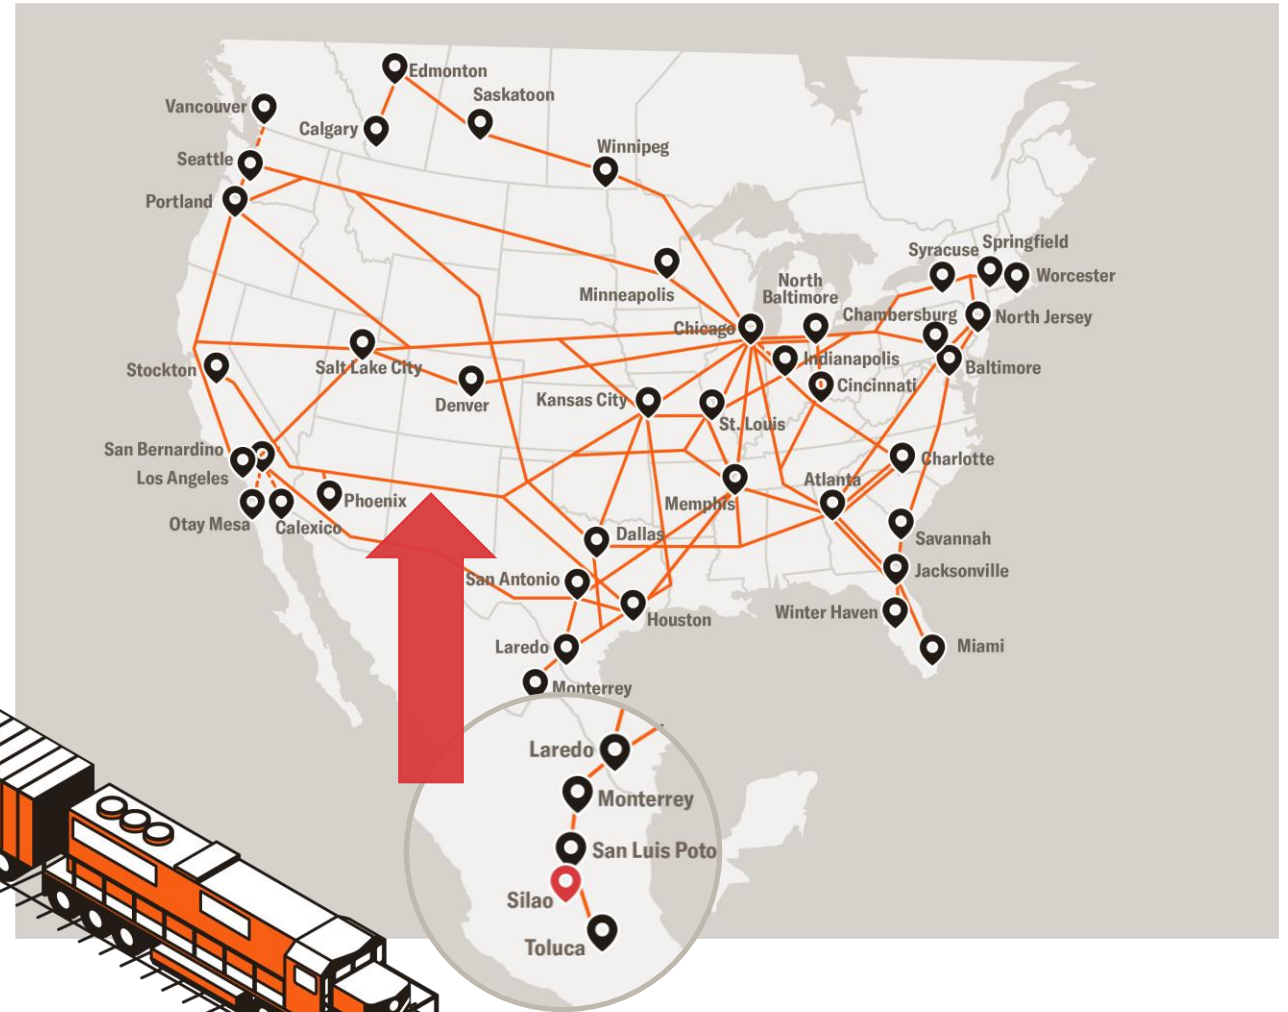 Edmonton
Saskatoon
Vancouver
Calgary
Winnipeg
Seattle
Portland
Syracuse
Springfield
Worcester
Minneapolis
North
Baltimore
Chambersburg
North Jersey
Chicago
Stockton
Salt Lake City
Indianapolis
Baltimore
Denver
Kansas City
Cincinnati
St. Louis
San Bernardino
Los Angeles
Charlotte
Phoenix
Memphis
Atlanta
Otay Mesa
Calexico
Dallas
Savannah
San Antonio
Jacksonville
Houston
Winter Haven
Laredo
Miami
Monterrey
Laredo
Monterrey
San Luis Poto
Silao
Toluca